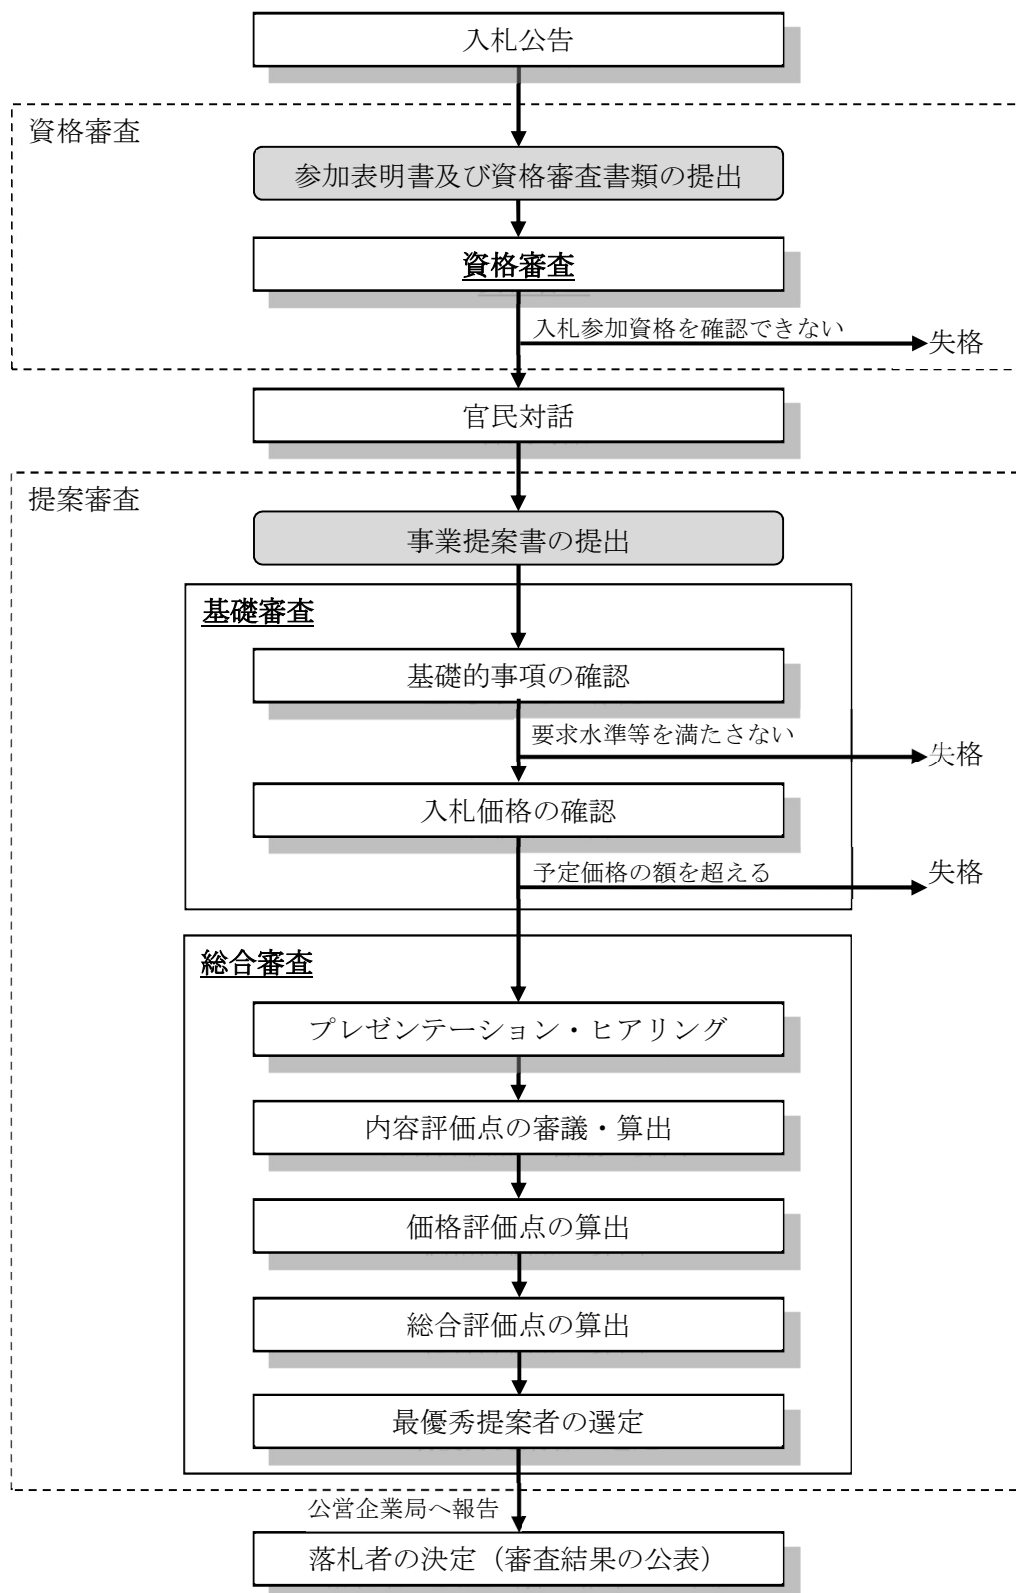 入札公告
資格審査
参加表明書及び資格審査書類の提出
資格審査
入札参加資格を確認できない
失格
官民対話
提案審査
事業提案書の提出
基礎審査
基礎的事項の確認
要求水準等を満たさない
失格
入札価格の確認
予定価格の額を超える
失格
総合審査
プレゼンテーション・ヒアリング
内容評価点の審議・算出
価格評価点の算出
総合評価点の算出
最優秀提案者の選定
公営企業局へ報告
落札者の決定（審査結果の公表）